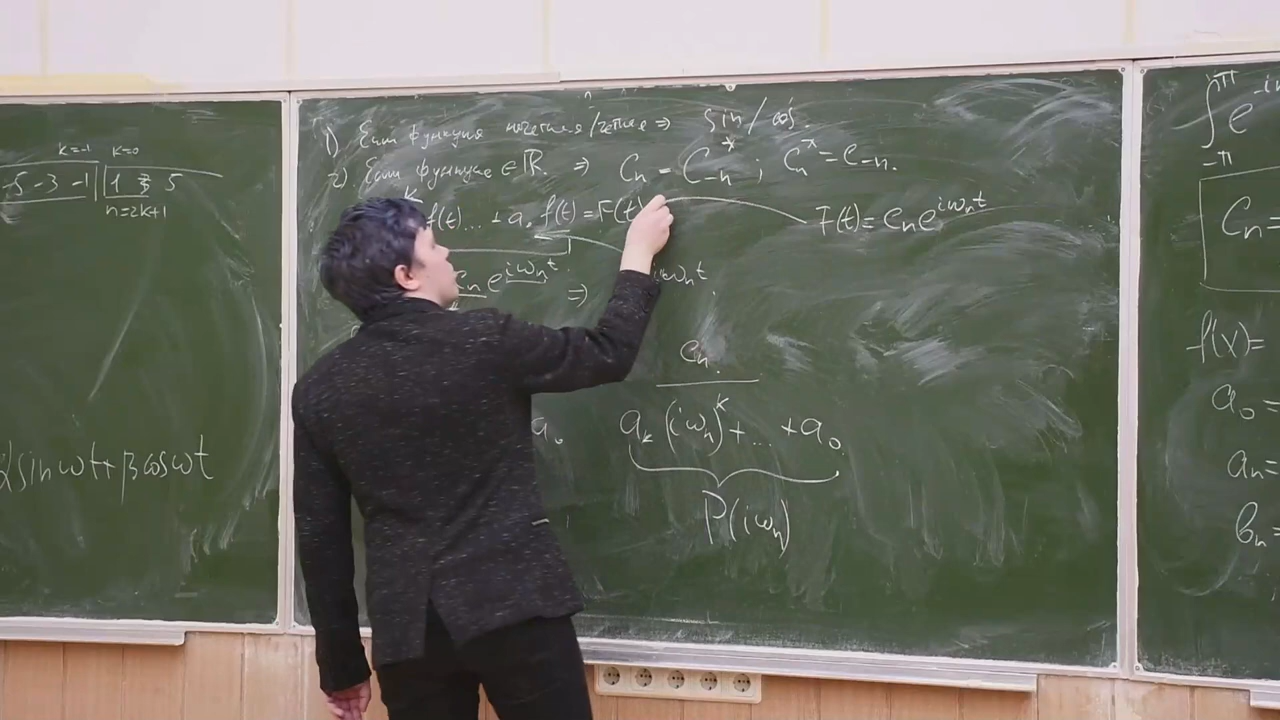 k=-1 k=0
-5 -3 -1 | 1 3 5
n=2k+1
αsinωt+βcosωt
1) Если функция нечетная/четная ⇒ sin/cos.
2) Если функция ∈ ℝ. ⇒ Cₙ = C₋ₙ*; Cₙ* = C₋ₙ.
f(t)...+a₀ f(t) = F(t)
F(t) = Cₙe^{iωₙt}
Cₙe^{iωₙt} ⇒
iωₙt
Cₙ
a₀
aₖ(iωₙ)ᵏ+...+a₀
P(iωₙ)
∫
π
-π
e
Cₙ=
f(x)=
a₀=
aₙ=
bₙ=